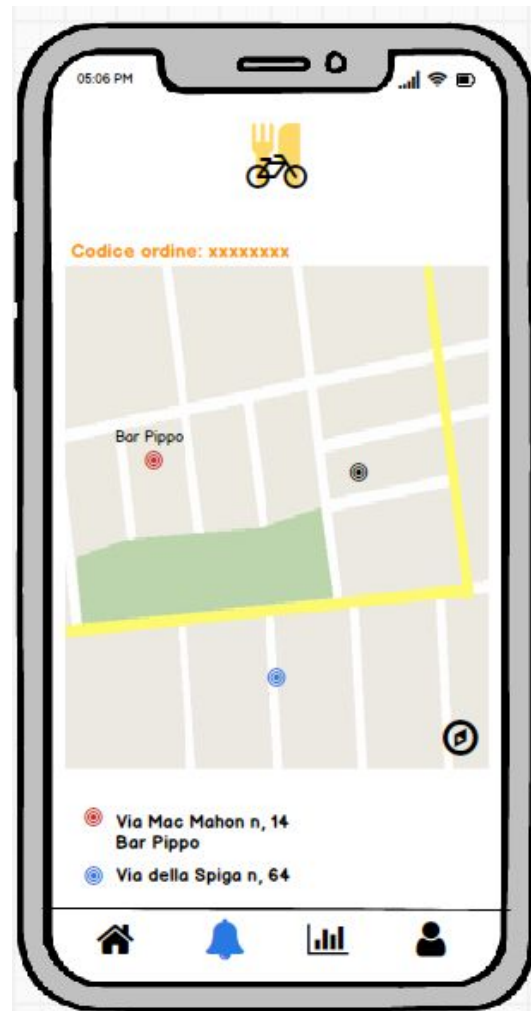 05:06 PM
Codice ordine: xxxxxxxx
Bar Pippo
Via Mac Mahon n, 14
Bar Pippo
Via della Spiga n, 64